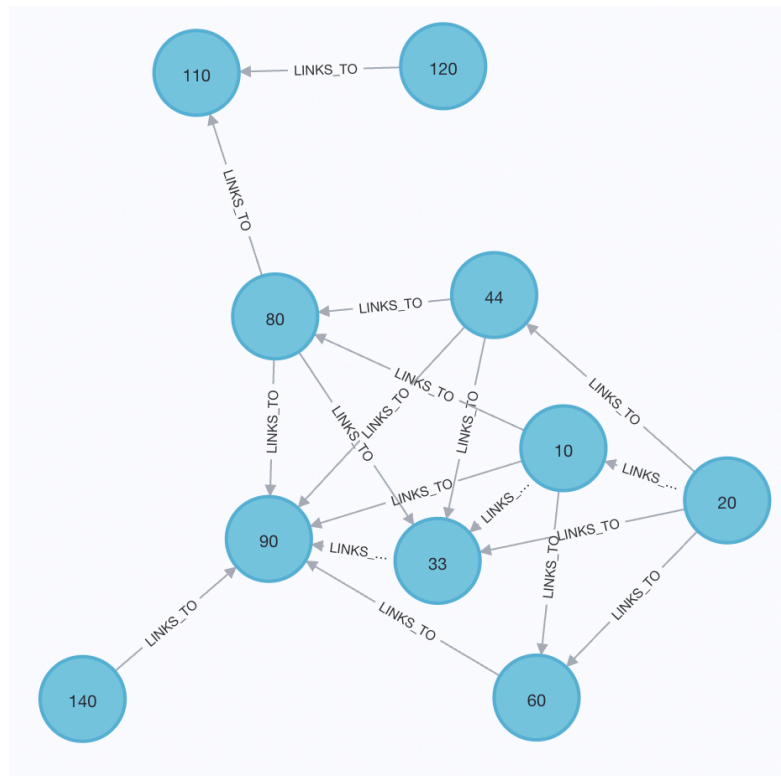 110
LINKS_TO
120
LINKS_TO
44
80
LINKS_TO
LINKS_TO
LINKS_TO
LINKS_TO
LINKS_TO
LINKS_TO
LINKS_TO
10
LINKS_...
20
LINKS_TO
LINKS_...
LINKS_TO
90
LINKS_...
33
LINKS_TO
LINKS_TO
LINKS_TO
LINKS_TO
140
60